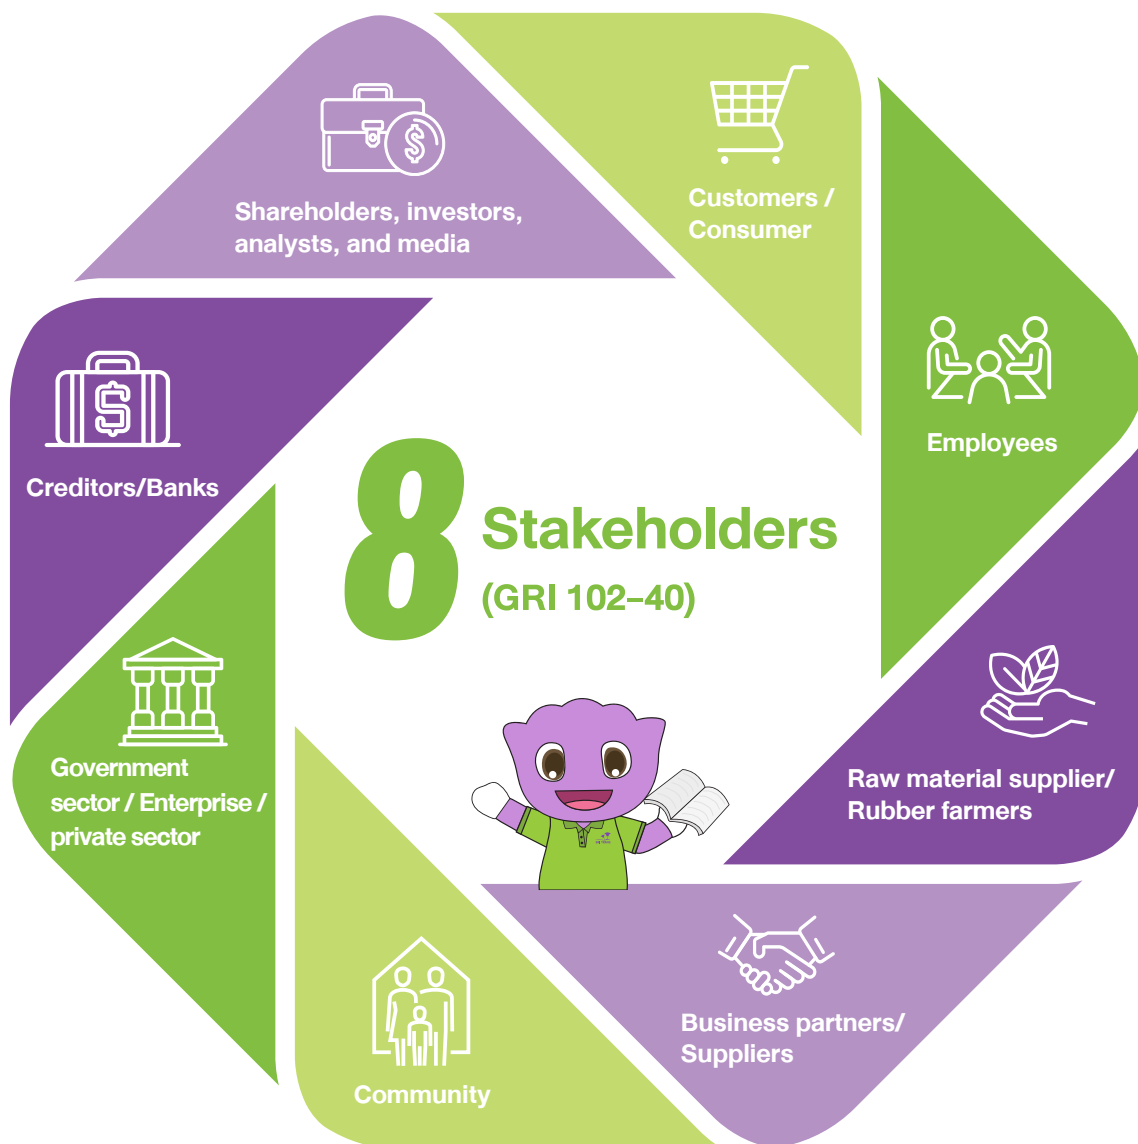 Shareholders, investors,
analysts, and media
Customers /
Consumer
Employees
Creditors/Banks
8 Stakeholders
(GRI 102–40)
Government
sector / Enterprise /
private sector
Raw material supplier/
Rubber farmers
Business partners/
Suppliers
Community